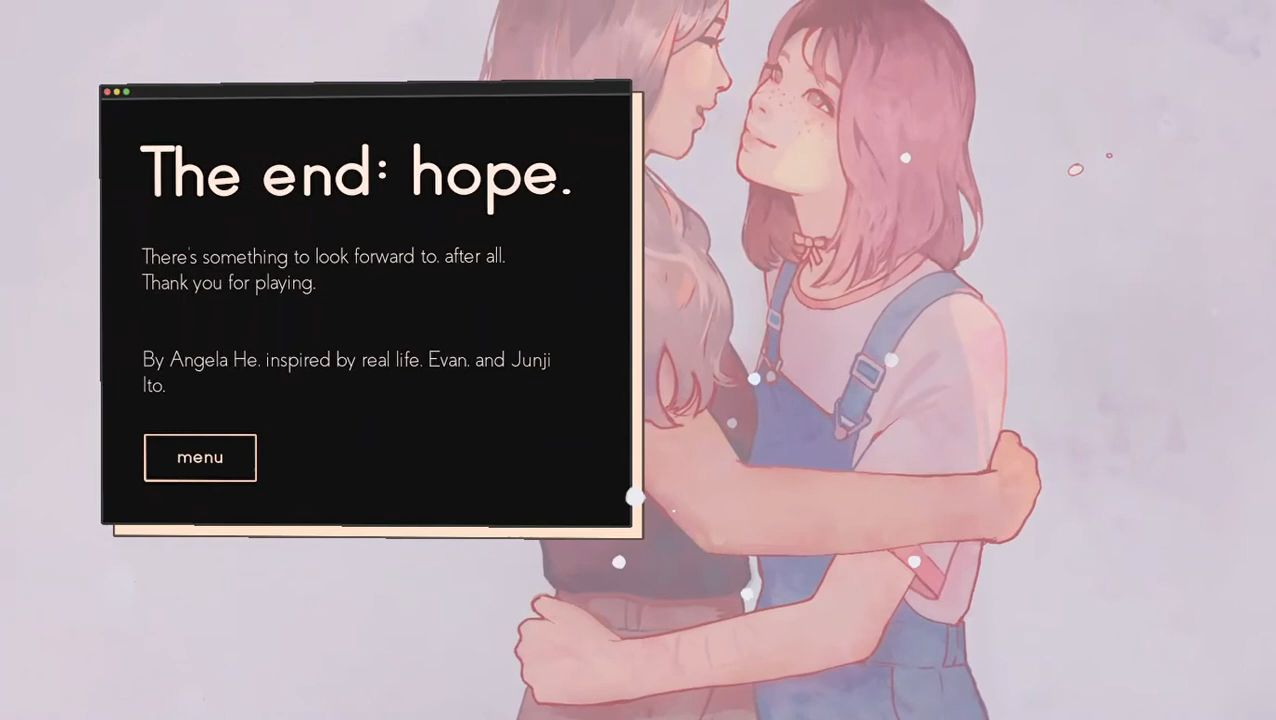 The end: hope.
There's something to look forward to. after all.
Thank you for playing.
By Angela He. inspired by real life. Evan. and Junji
Ito.
menu